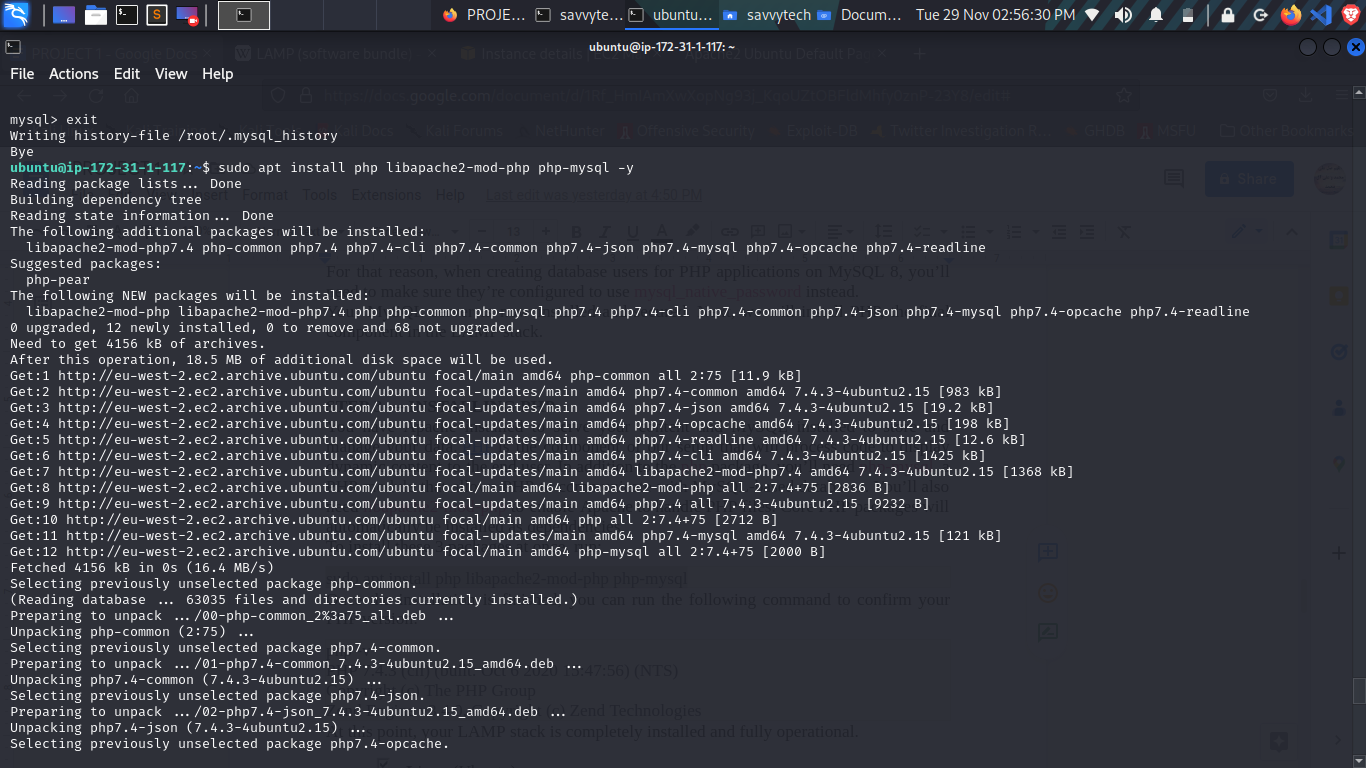 PROJE... savvyte... ubuntu... savvytech Docum... Tue 29 Nov 02:56:30 PM
ubuntu@ip-172-31-1-117: ~
PROJECT 1 - Google Docs LAMP (software bundle) Instance details | EC2 Apache2 Ubuntu Default Pa
File Actions Edit View Help
mysql> exit
Writing history-file /root/.mysql_history
Bye
ubuntu@ip-172-31-1-117:~$ sudo apt install php libapache2-mod-php php-mysql -y
Reading package lists... Done
Building dependency tree
Reading state information... Done
The following additional packages will be installed:
  libapache2-mod-php7.4 php-common php7.4 php7.4-cli php7.4-common php7.4-json php7.4-mysql php7.4-opcache php7.4-readline
Suggested packages:
  php-pear
The following NEW packages will be installed:
  libapache2-mod-php libapache2-mod-php7.4 php php-common php-mysql php7.4 php7.4-cli php7.4-common php7.4-json php7.4-mysql php7.4-opcache php7.4-readline
0 upgraded, 12 newly installed, 0 to remove and 68 not upgraded.
Need to get 4156 kB of archives.
After this operation, 18.5 MB of additional disk space will be used.
Get:1 http://eu-west-2.ec2.archive.ubuntu.com/ubuntu focal/main amd64 php-common all 2:75 [11.9 kB]
Get:2 http://eu-west-2.ec2.archive.ubuntu.com/ubuntu focal-updates/main amd64 php7.4-common amd64 7.4.3-4ubuntu2.15 [983 kB]
Get:3 http://eu-west-2.ec2.archive.ubuntu.com/ubuntu focal-updates/main amd64 php7.4-json amd64 7.4.3-4ubuntu2.15 [19.2 kB]
Get:4 http://eu-west-2.ec2.archive.ubuntu.com/ubuntu focal-updates/main amd64 php7.4-opcache amd64 7.4.3-4ubuntu2.15 [198 kB]
Get:5 http://eu-west-2.ec2.archive.ubuntu.com/ubuntu focal-updates/main amd64 php7.4-readline amd64 7.4.3-4ubuntu2.15 [12.6 kB]
Get:6 http://eu-west-2.ec2.archive.ubuntu.com/ubuntu focal-updates/main amd64 php7.4-cli amd64 7.4.3-4ubuntu2.15 [1425 kB]
Get:7 http://eu-west-2.ec2.archive.ubuntu.com/ubuntu focal-updates/main amd64 libapache2-mod-php7.4 amd64 7.4.3-4ubuntu2.15 [1368 kB]
Get:8 http://eu-west-2.ec2.archive.ubuntu.com/ubuntu focal/main amd64 libapache2-mod-php all 2:7.4+75 [2836 B]
Get:9 http://eu-west-2.ec2.archive.ubuntu.com/ubuntu focal-updates/main amd64 php7.4 all 7.4.3-4ubuntu2.15 [9232 B]
Get:10 http://eu-west-2.ec2.archive.ubuntu.com/ubuntu focal/main amd64 php all 2:7.4+75 [2712 B]
Get:11 http://eu-west-2.ec2.archive.ubuntu.com/ubuntu focal-updates/main amd64 php7.4-mysql amd64 7.4.3-4ubuntu2.15 [121 kB]
Get:12 http://eu-west-2.ec2.archive.ubuntu.com/ubuntu focal/main amd64 php-mysql all 2:7.4+75 [2000 B]
Fetched 4156 kB in 0s (16.4 MB/s)
Selecting previously unselected package php-common.
(Reading database ... 63035 files and directories currently installed.)
Preparing to unpack .../00-php-common_2%3a75_all.deb ...
Unpacking php-common (2:75) ...
Selecting previously unselected package php7.4-common.
Preparing to unpack .../01-php7.4-common_7.4.3-4ubuntu2.15_amd64.deb ...
Unpacking php7.4-common (7.4.3-4ubuntu2.15) ...
Selecting previously unselected package php7.4-json.
Preparing to unpack .../02-php7.4-json_7.4.3-4ubuntu2.15_amd64.deb ...
Unpacking php7.4-json (7.4.3-4ubuntu2.15) ...
Selecting previously unselected package php7.4-opcache.